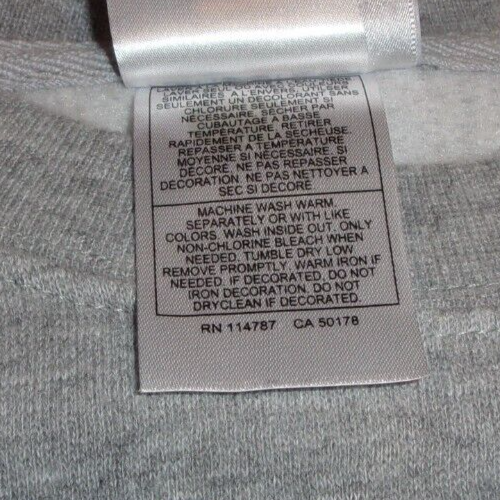 SIMILAIRES. A L'ENVERS. UTILISER
SEULEMENT UN DECOLORANT SANS
CHLORURE SEULEMENT SI
NECESSAIRE. SECHER PAR
CUBAUTAGE A BASSE
TEMPERATURE. RETIRER
RAPIDEMENT DE LA SECHEUSE.
REPASSER A TEMPERATURE
MOYENNE SI NECESSAIRE. SI
DÉCORÉ, NE PAS REPASSER
DECORATION. NE PAS NETTOYER A
SEC SI DÉCORÉ
MACHINE WASH WARM.
SEPARATELY OR WITH LIKE
COLORS. WASH INSIDE OUT. ONLY
NON-CHLORINE BLEACH WHEN
NEEDED. TUMBLE DRY LOW.
REMOVE PROMPTLY. WARM IRON IF
NEEDED. IF DECORATED, DO NOT
IRON DECORATION. DO NOT
DRYCLEAN IF DECORATED.
RN 114787 CA 50178